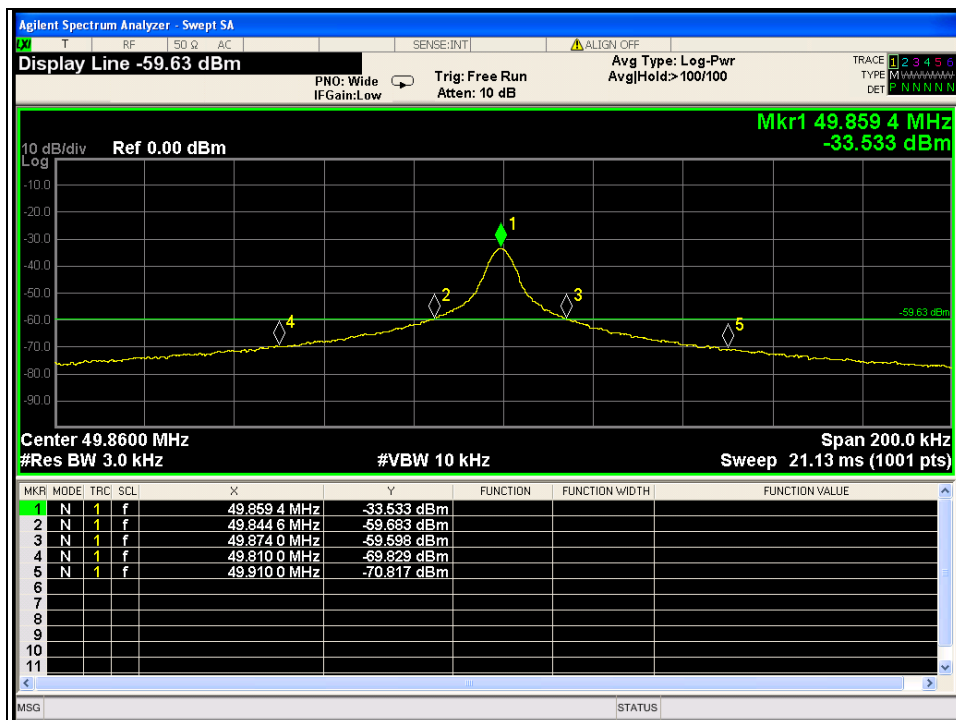 Agilent Spectrum Analyzer - Swept SA
LXI T RF 50 Ω AC SENSE:INT ALIGN OFF
Display Line -59.63 dBm
PNO: Wide
IFGain:Low
Trig: Free Run
Atten: 10 dB
Avg Type: Log-Pwr
Avg|Hold:> 100/100
TRACE 1 2 3 4 5 6
TYPE M
DET P N N N N N
Mkr1 49.859 4 MHz
-33.533 dBm
10 dB/div Ref 0.00 dBm
Log
-10.0
-20.0
1
-30.0
-40.0
-50.0
2 3
-59.63 dBm
-60.0
4 5
-70.0
-80.0
-90.0
Center 49.8600 MHz Span 200.0 kHz
#Res BW 3.0 kHz #VBW 10 kHz Sweep 21.13 ms (1001 pts)
MKR MODE TRC SCL X Y FUNCTION FUNCTION WIDTH FUNCTION VALUE
1 N 1 f 49.859 4 MHz -33.533 dBm
2 N 1 f 49.844 6 MHz -59.683 dBm
3 N 1 f 49.874 0 MHz -59.598 dBm
4 N 1 f 49.810 0 MHz -69.829 dBm
5 N 1 f 49.910 0 MHz -70.817 dBm
6
7
8
9
10
11
MSG STATUS